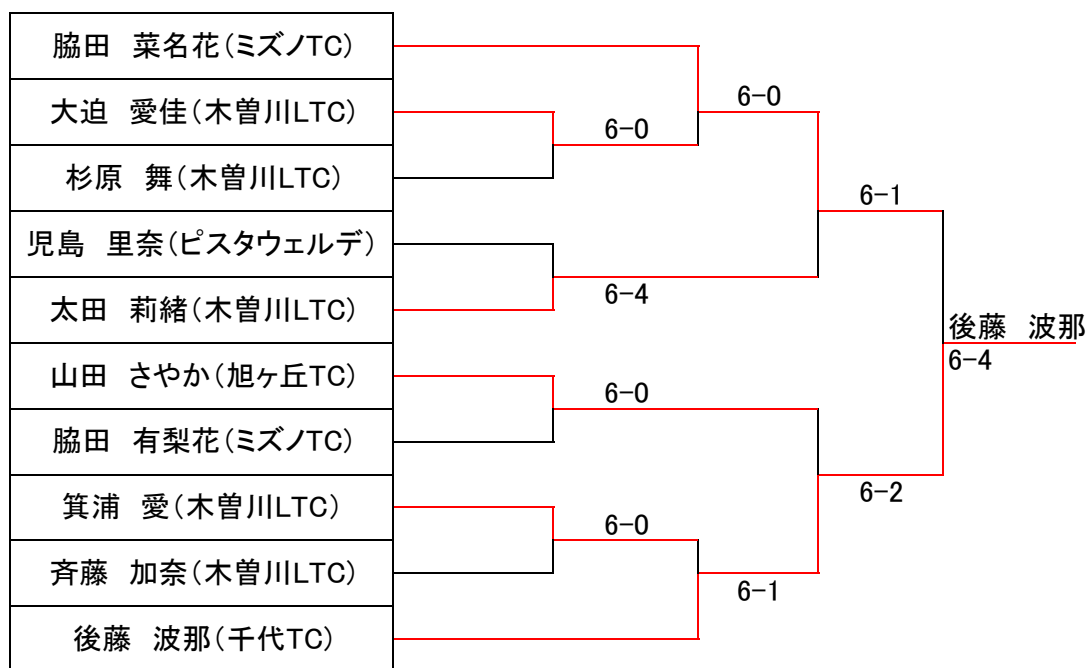 脇田　菜名花（ミズノTC）
大迫　愛佳（木曽川LTC）
杉原　舞（木曽川LTC）
児島　里奈（ピスタウェルデ）
太田　莉緒（木曽川LTC）
山田　さやか（旭ヶ丘TC）
脇田　有梨花（ミズノTC）
箕浦　愛（木曽川LTC）
斉藤　加奈（木曽川LTC）
後藤　波那（千代TC）
6-0
6-4
6-0
6-0
6-0
6-1
6-1
6-2
後藤　波那
6-4